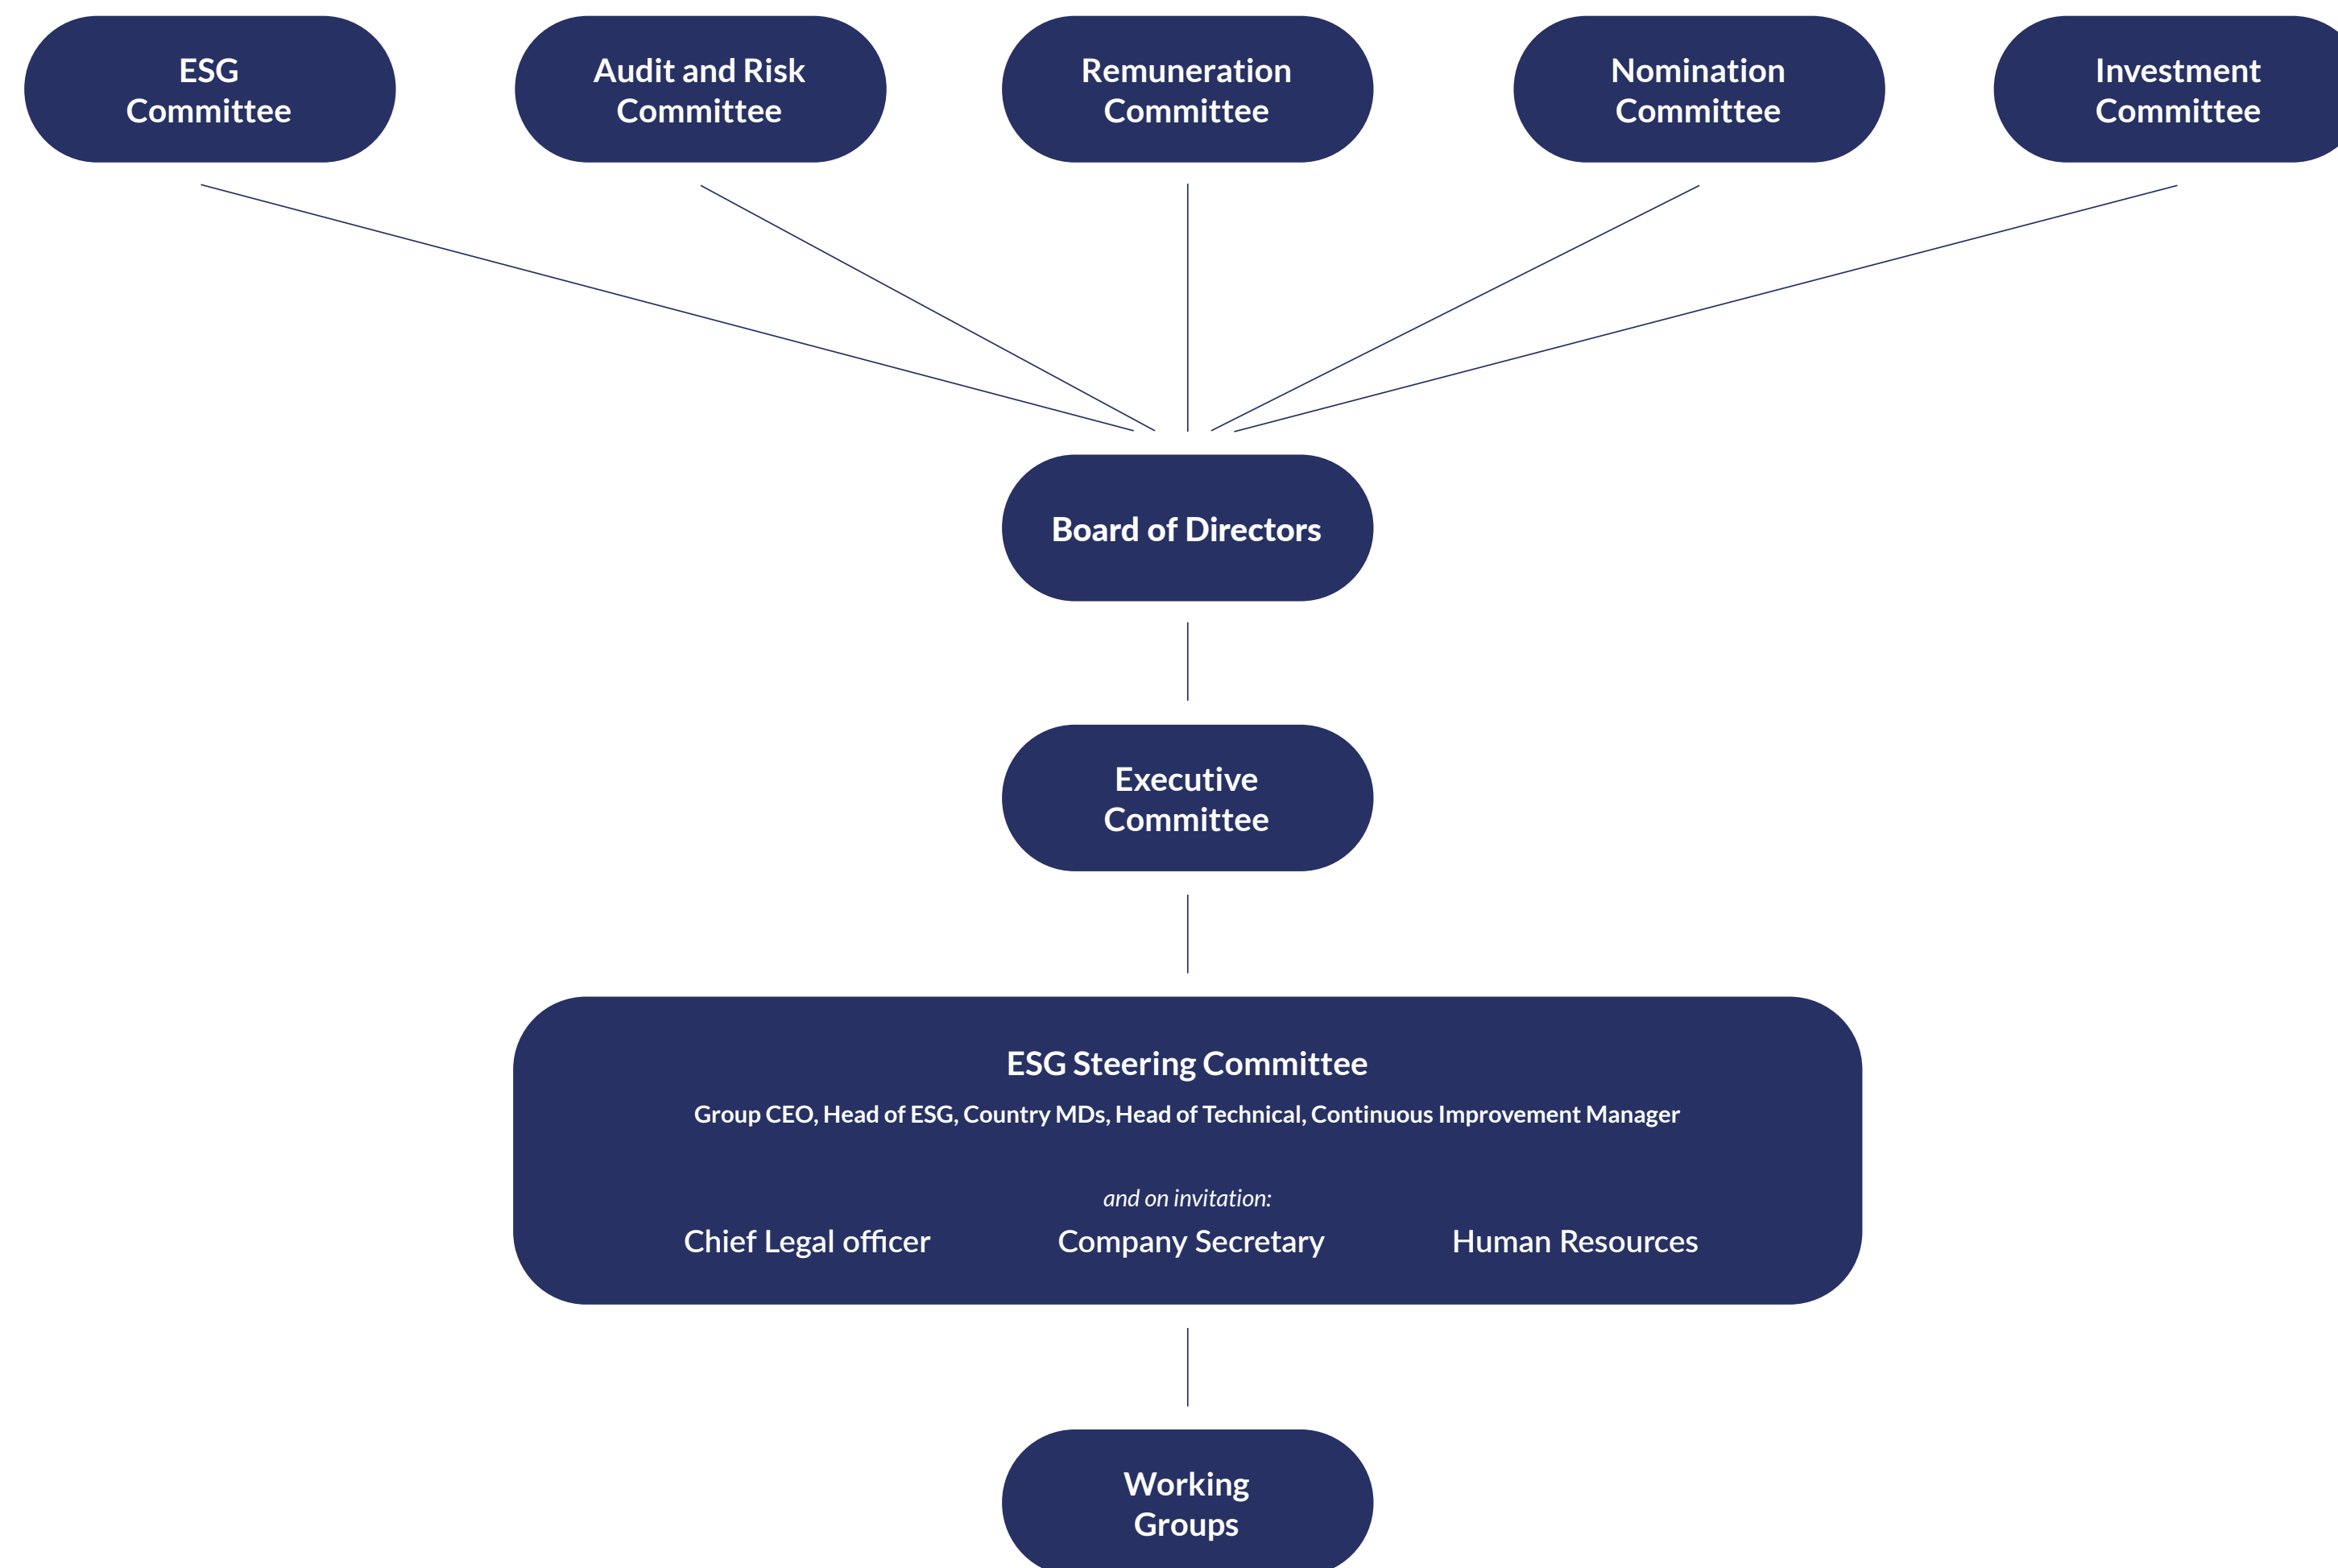 ESG
Committee
Audit and Risk
Committee
Remuneration
Committee
Nomination
Committee
Investment
Committee
Board of Directors
Executive
Committee
ESG Steering Committee
Group CEO, Head of ESG, Country MDs, Head of Technical, Continuous Improvement Manager
and on invitation:
Chief Legal officer
Company Secretary
Human Resources
Working
Groups